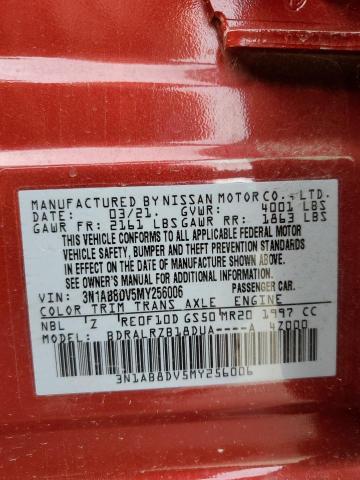 MANUFACTURED BY NISSAN MOTOR CO., LTD.
DATE: 03/21. GVWR: 4001 LBS
GAWR FR: 2161 LBS GAWR RR: 1863 LBS
THIS VEHICLE CONFORMS TO ALL APPLICABLE FEDERAL MOTOR
VEHICLE SAFETY, BUMPER AND THEFT PREVENTION STANDARDS
IN EFFECT ON THE DATE OF MANUFACTURE SHOWN ABOVE.
SEE OWNER'S MANUAL FOR ADDITIONAL INFORMATION
VIN: 3N1AB8DV5MY256006 PASSENGER CAR.
COLOR TRIM TRANS AXLE ENGINE
NBL Z RE0F10D GS50 MR20 1997 CC
MODEL: BDRALRZB18DUA----A 4Z000
3N1AB8DV5MY256006